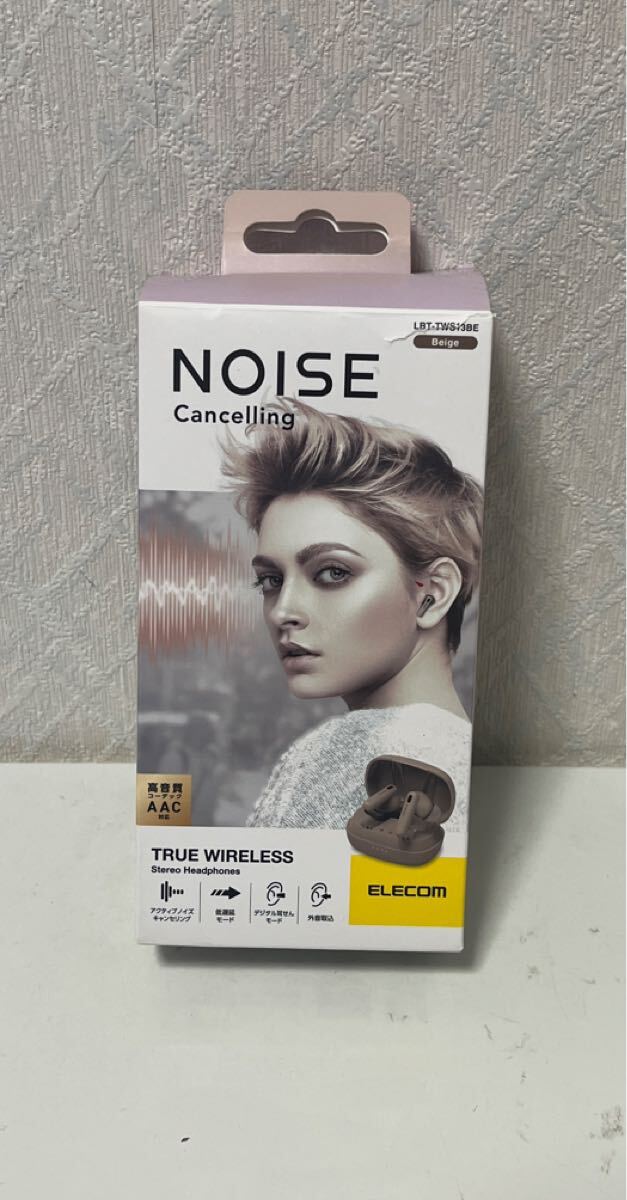 LBT-TWS13BE
Beige
NOISE
Cancelling
高音質
コーデック
AAC
対応
TRUE WIRELESS
Stereo Headphones
アクティブノイズ
キャンセリング
低遅延
モード
デジタル耳せん
モード
外音取込
ELECOM